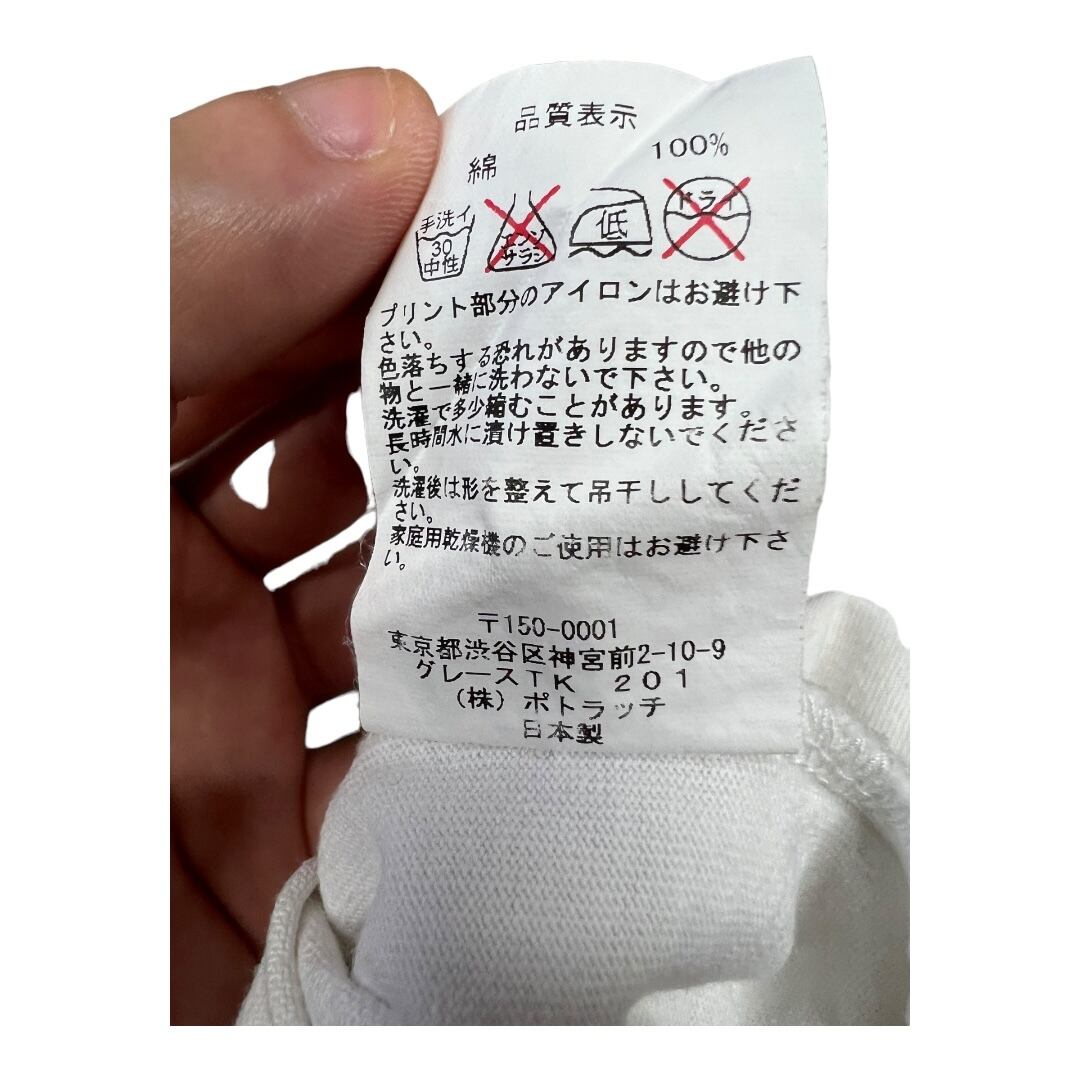 品質表示
綿 100%
手洗イ
30
中性
エンソ
サラシ
低
ドライ
プリント部分のアイロンはお避け下
さい。
色落ちする恐れがありますので他の
物と一緒に洗わないで下さい。
洗濯で多少縮むことがあります。
長時間水に漬け置きしないでくださ
い。
洗濯後は形を整えて吊干ししてくだ
さい。
家庭用乾燥機のご使用はお避け下さ
い。
〒150-0001
東京都渋谷区神宮前2-10-9
グレースTK 201
(株)ポトラッチ
日本製